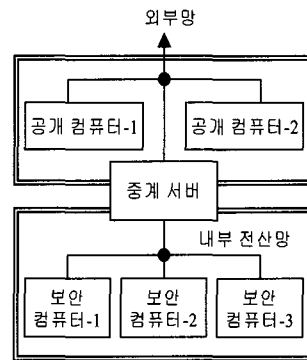 외부망
공개 컴퓨터-1
공개 컴퓨터-2
중계 서버
내부 전산망
보안
컴퓨터-1
보안
컴퓨터-2
보안
컴퓨터-3